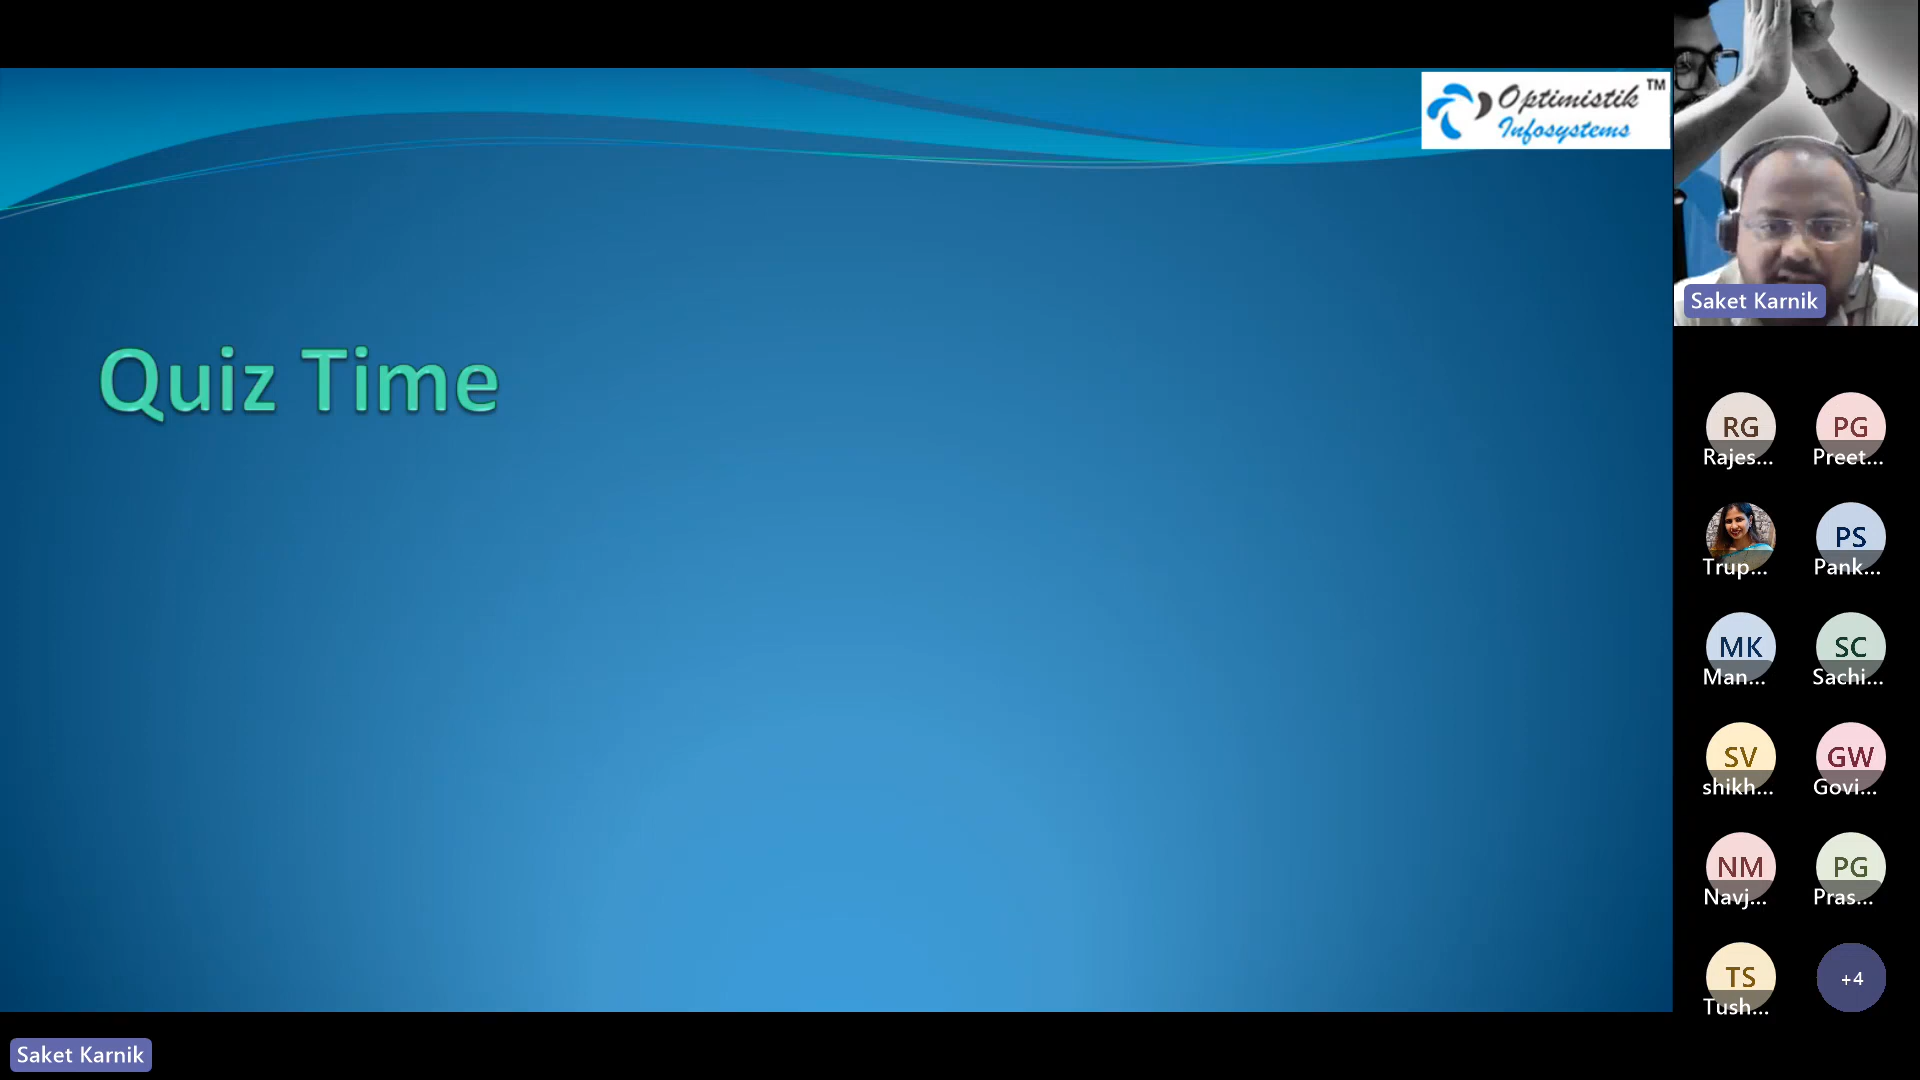 Optimistik TM
Infosystems
Quiz Time
Saket Karnik
RG
Rajes...
PG
Preet...
Trup...
PS
Pank...
MK
Man...
SC
Sachi...
SV
shikh...
GW
Govi...
NM
Navj...
PG
Pras...
TS
Tush...
+4
Saket Karnik